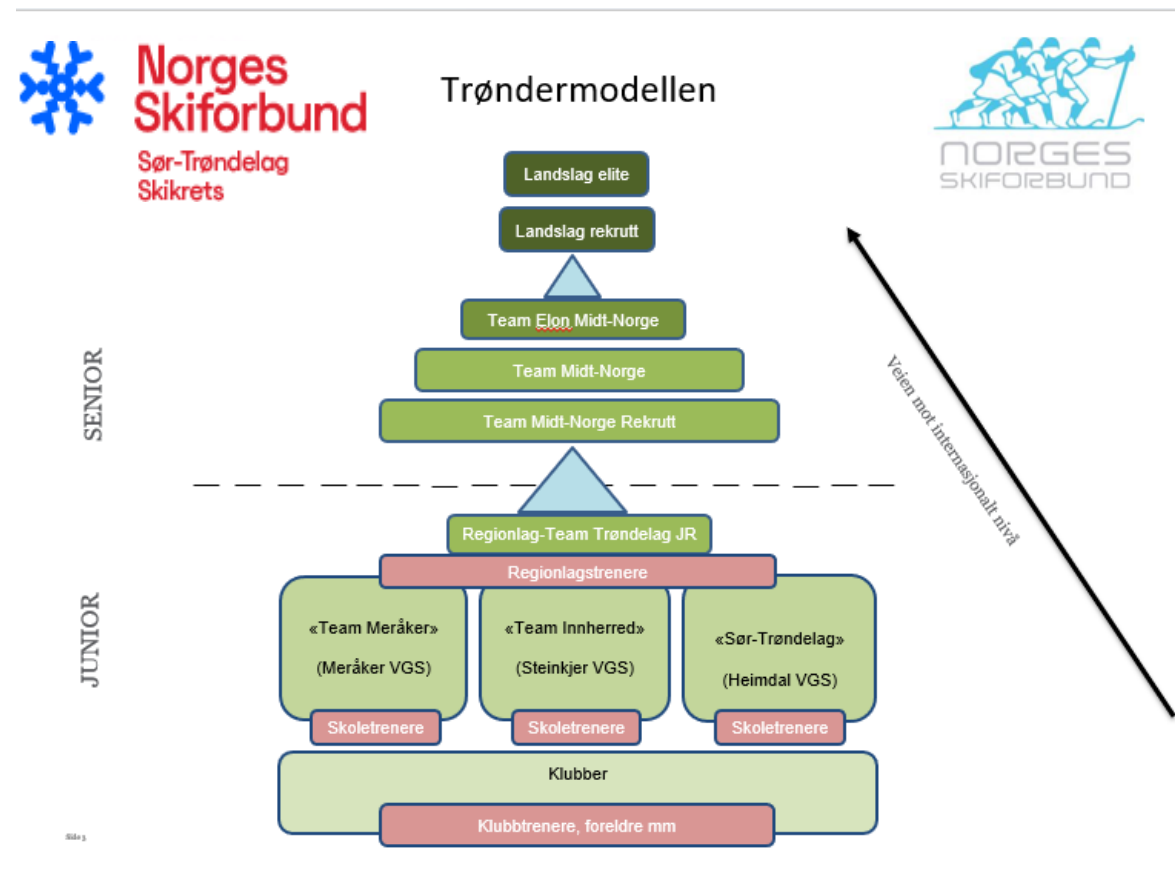 Norges
Skiforbund
Sør-Trøndelag
Skikrets
Trøndermodellen
NORGES
SKIFORBUND
Landslag elite
Landslag rekrutt
Team Elon Midt-Norge
Team Midt-Norge
Team Midt-Norge Rekrutt
SENIOR
Veien mot internasjonalt nivå
Regionlag-Team Trøndelag JR
Regionlagstrenere
JUNIOR
«Team Meråker»
(Meråker VGS)
«Team Innherred»
(Steinkjer VGS)
«Sør-Trøndelag»
(Heimdal VGS)
Skoletrenere
Skoletrenere
Skoletrenere
Klubber
Klubbtrenere, foreldre mm
Side 3